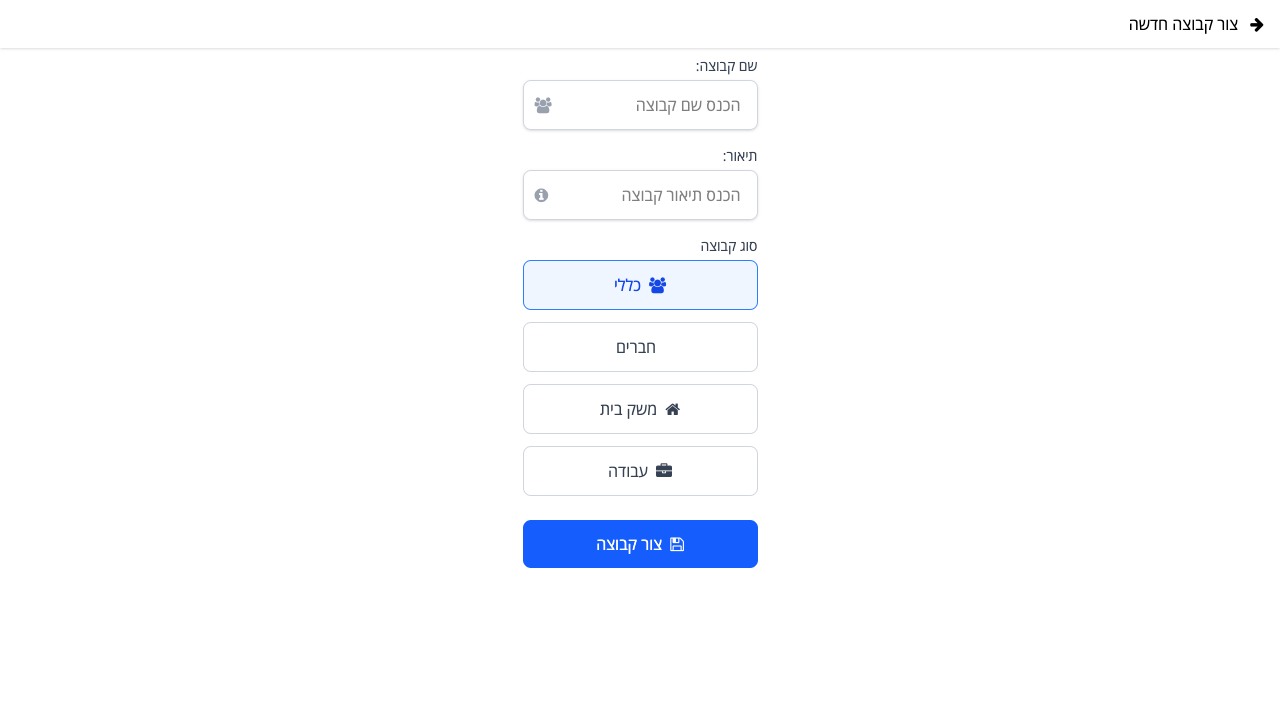 צור קבוצה חדשה
שם קבוצה:
הכנס שם קבוצה
תיאור:
הכנס תיאור קבוצה
סוג קבוצה
כללי
חברים
משק בית
עבודה
צור קבוצה